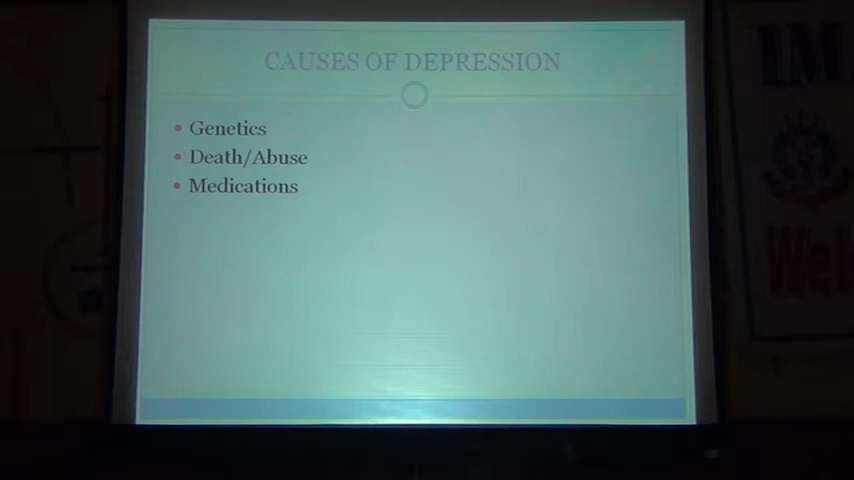 CAUSES OF DEPRESSION
Genetics
Death/Abuse
Medications